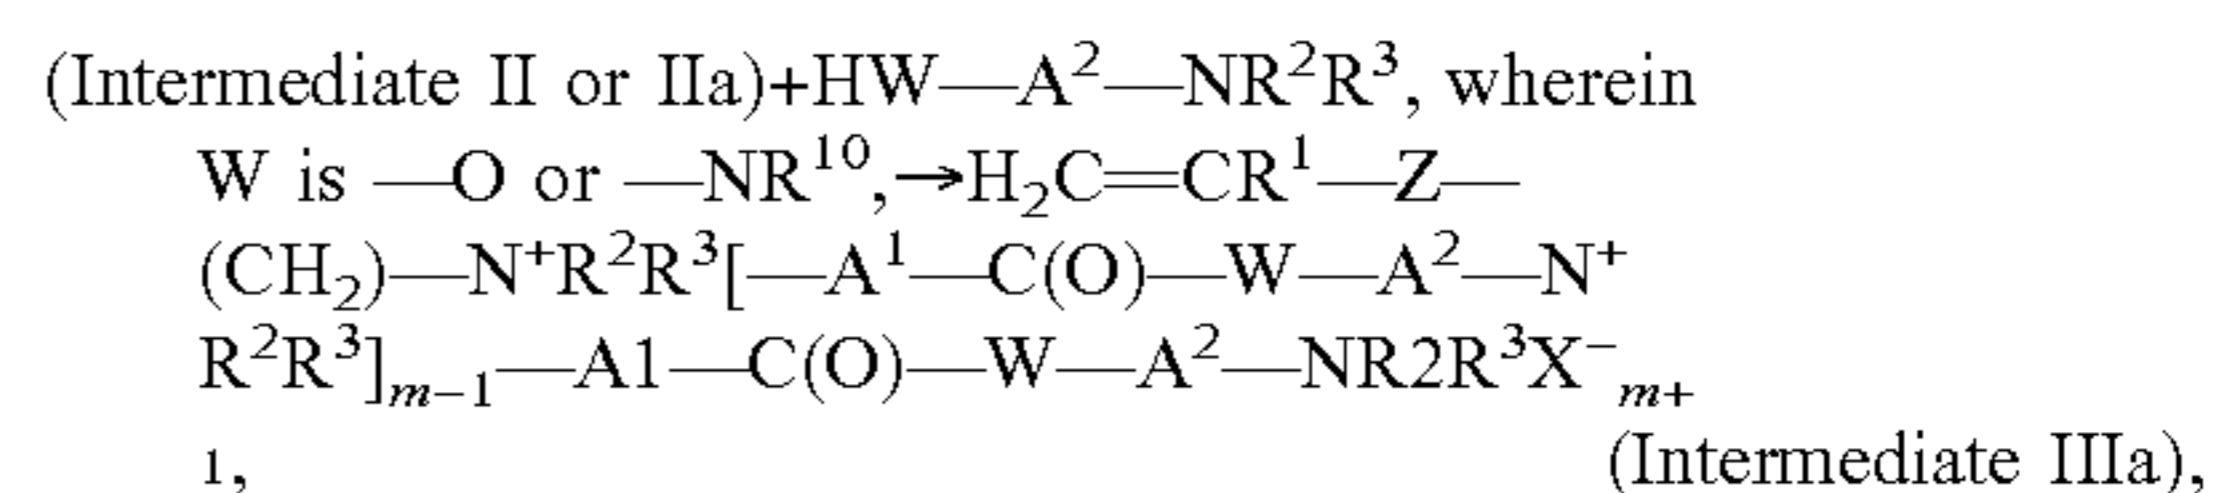 (Intermediate II or IIa)+HW—A²—NR²R³, wherein
W is —O or —NR¹⁰,→H₂C═CR¹—Z—
(CH₂)—N⁺R²R³[—A¹—C(O)—W—A²—N⁺
R²R³]ₘ₋₁—A1—C(O)—W—A²—NR2R³X⁻ₘ₊
₁, (Intermediate IIIa),